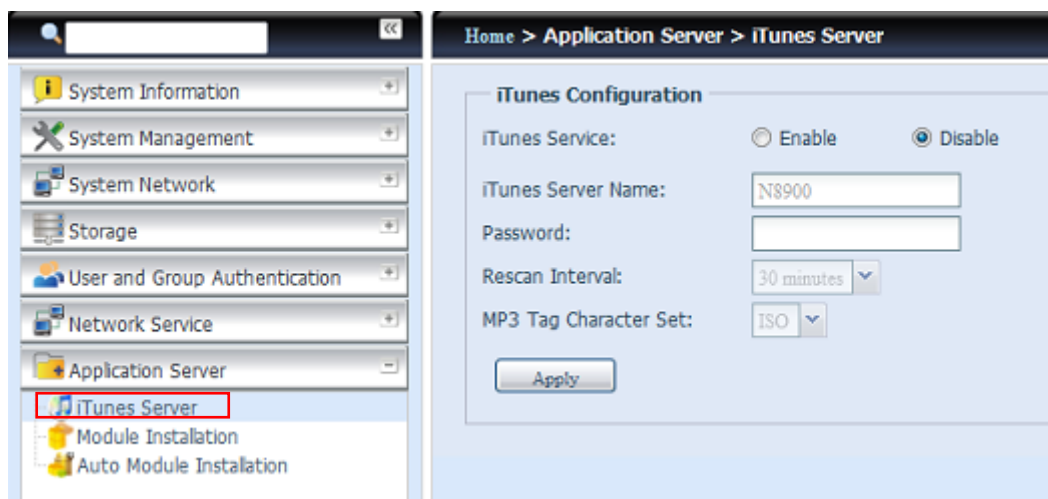 Home > Application Server > iTunes Server
System Information
System Management
System Network
Storage
User and Group Authentication
Network Service
Application Server
iTunes Server
Module Installation
Auto Module Installation
iTunes Configuration
iTunes Service: Enable Disable
iTunes Server Name: N8900
Password:
Rescan Interval: 30 minutes
MP3 Tag Character Set: ISO
Apply